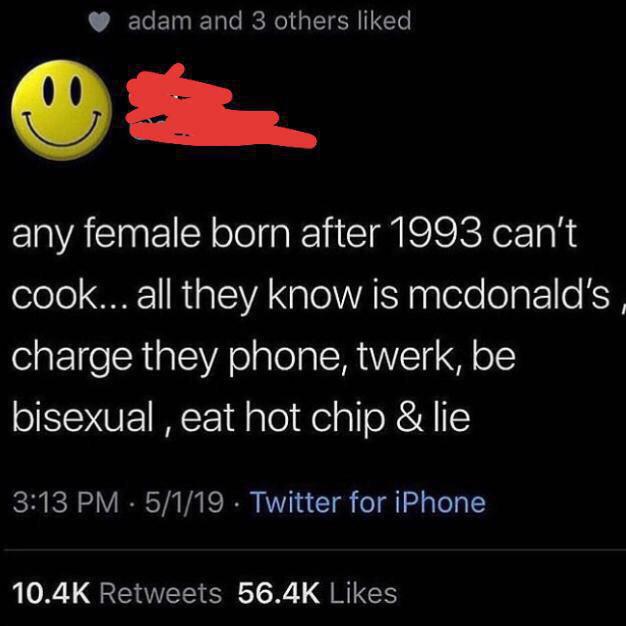 adam and 3 others liked
any female born after 1993 can't
cook... all they know is mcdonald's ,
charge they phone, twerk, be
bisexual , eat hot chip & lie
3:13 PM · 5/1/19 · Twitter for iPhone
10.4K Retweets 56.4K Likes